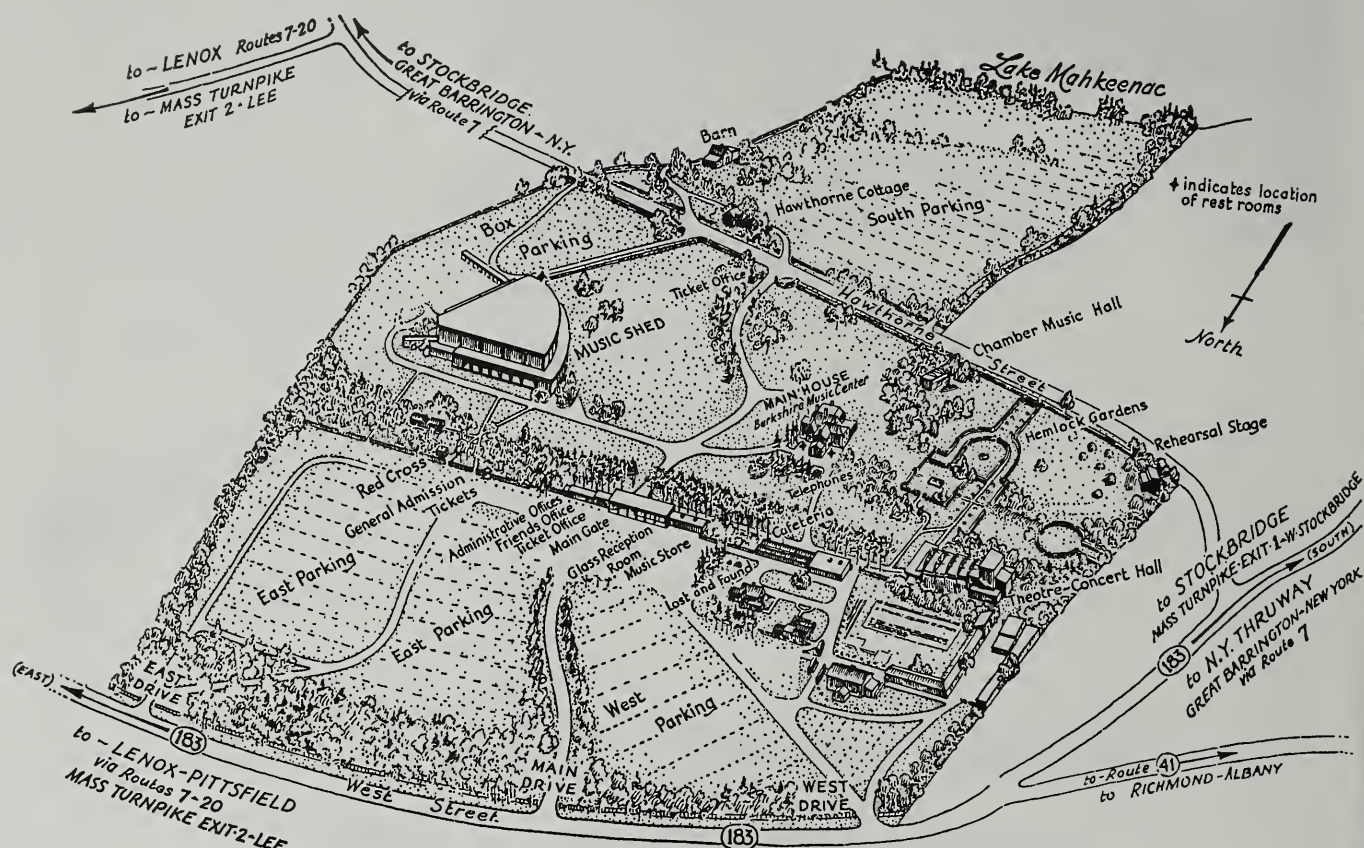 to ~ LENOX Routes 7-20
to ~ MASS TURNPIKE
EXIT 2 - LEE
to STOCKBRIDGE
GREAT BARRINGTON ~ N.Y.
via Route 7
Lake Mahkeenac
Barn
Hawthorne Cottage
South Parking
indicates location
of rest rooms
North
Box
Parking
Ticket Office
MUSIC SHED
Hawthorne
Street
Chamber Music Hall
MAIN HOUSE
Berkshire Music Center
Hemlock Gardens
Rehearsal Stage
Telephones
Red Cross
General Admission
Tickets
Administrative Offices
Friends Office
Ticket Office
Main Gate
Glass Reception
Room
Music Store
Lost and Found
Cafeteria
Theatre-Concert Hall
East Parking
East Parking
West
Parking
(EAST)
EAST
DRIVE
MAIN
DRIVE
WEST
DRIVE
183
West Street
183
to ~ LENOX-PITTSFIELD
via Routes 7-20
MASS TURNPIKE EXIT-2-LEE
to STOCKBRIDGE
MASS TURNPIKE-EXIT-1-W-STOCKBRIDGE
(SOUTH)
183
to N.Y. THRUWAY
GREAT BARRINGTON-NEW YORK
via Route 7
to-Route 41
to RICHMOND-ALBANY